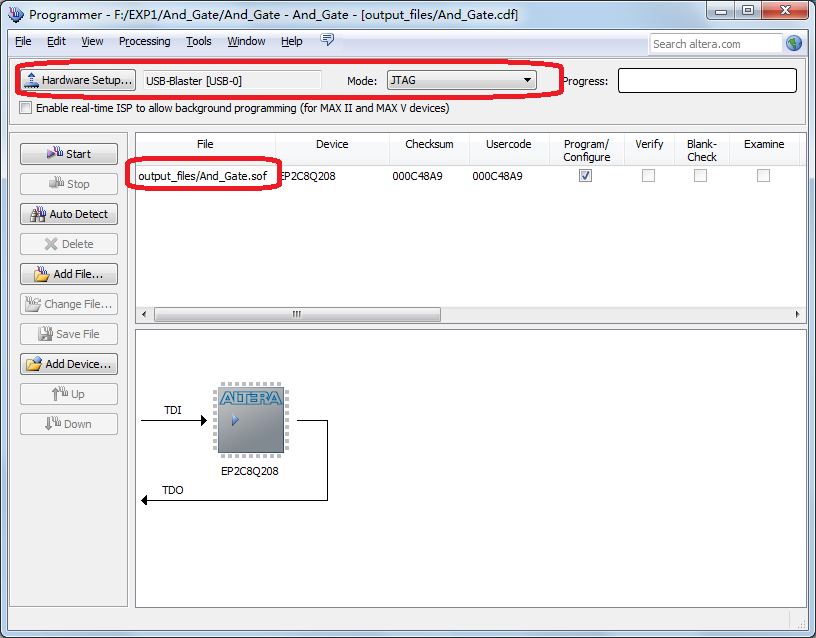 Programmer - F:/EXP1/And_Gate/And_Gate - And_Gate - [output_files/And_Gate.cdf]
File Edit View Processing Tools Window Help
Search altera.com
Hardware Setup... USB-Blaster [USB-0] Mode: JTAG Progress:
Enable real-time ISP to allow background programming (for MAX II and MAX V devices)
Start
Stop
Auto Detect
Delete
Add File...
Change File...
Save File
Add Device...
Up
Down
File Device Checksum Usercode Program/ Verify Blank- Examine
Configure Check
output_files/And_Gate.sof EP2C8Q208 000C48A9 000C48A9
ALTERA
TDI
EP2C8Q208
TDO